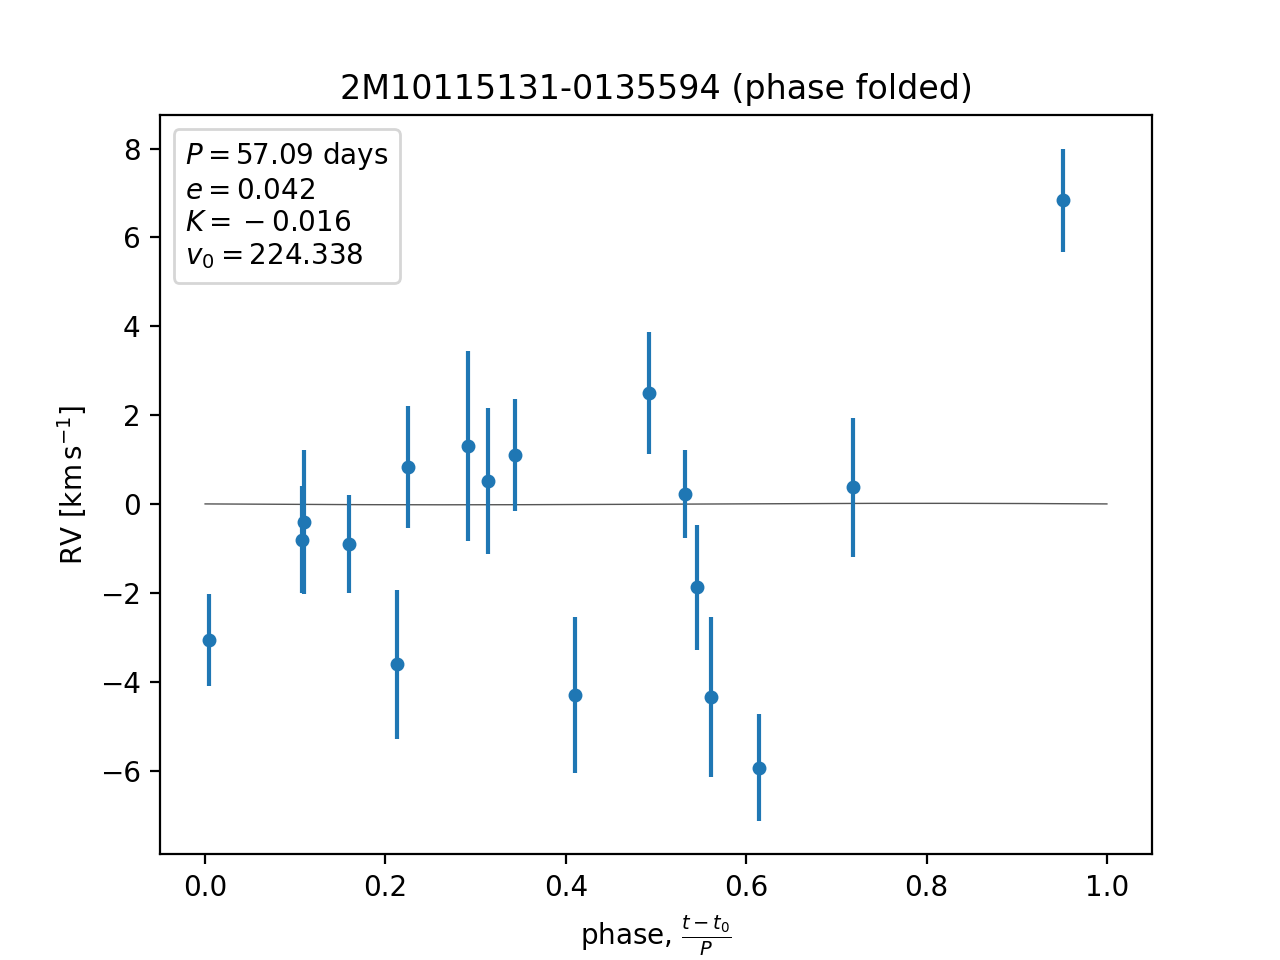 2M10115131-0135594 (phase folded)
P = 57.09 days
e = 0.042
K = −0.016
v₀ = 224.338
8
6
4
2
0
−2
−4
−6
RV [km s⁻¹]
0.0 0.2 0.4 0.6 0.8 1.0
phase, (t − t₀)/P